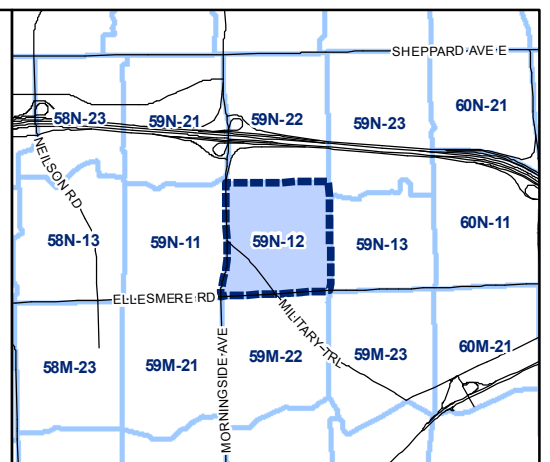 SHEPPARD AVE E
58N-23
59N-21
59N-22
59N-23
60N-21
NEILSON RD
58N-13
59N-11
59N-12
59N-13
60N-11
ELLESMERE RD
MILITARY TRL
MORNINGSIDE AVE
58M-23
59M-21
59M-22
59M-23
60M-21